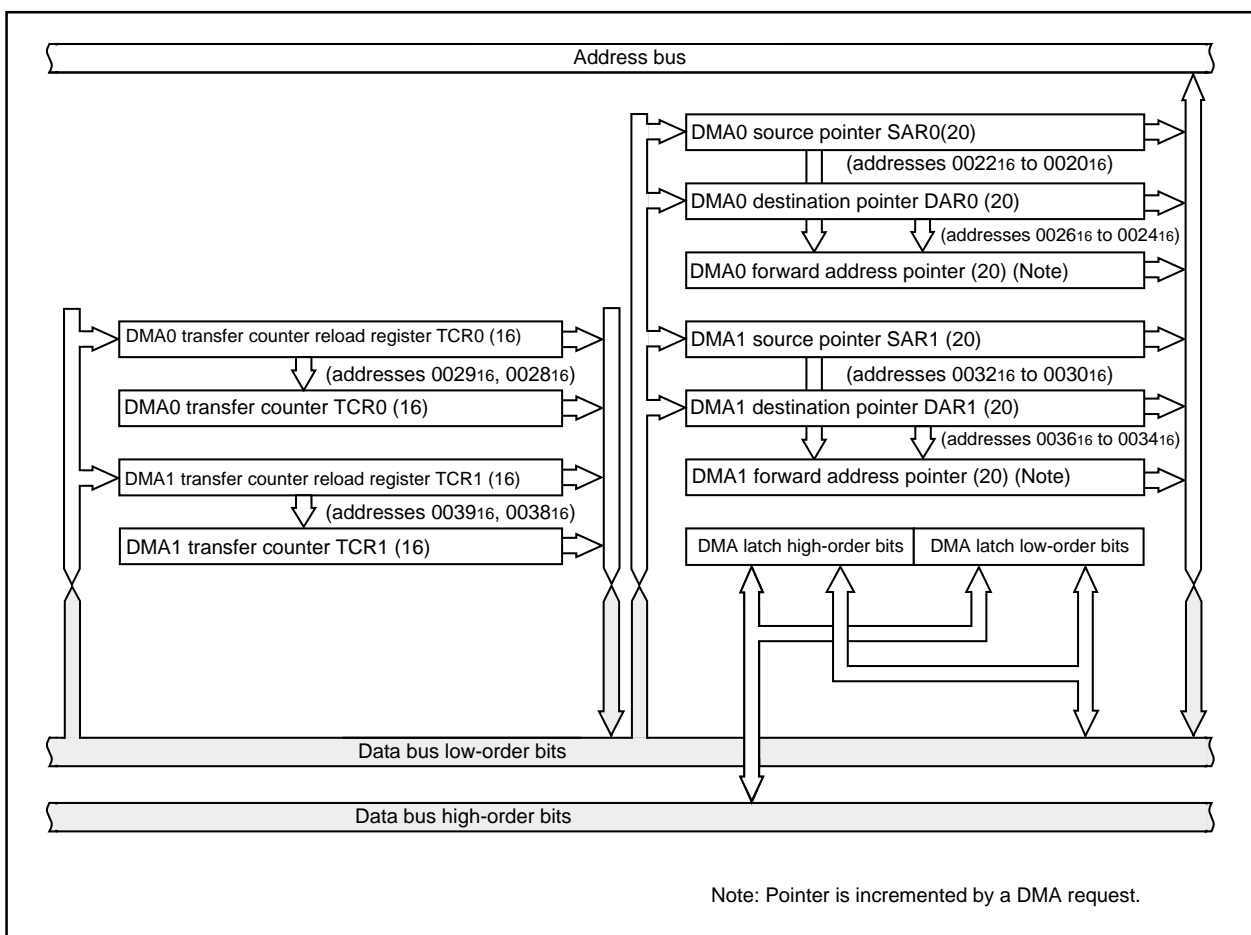 Address bus
DMA0 source pointer SAR0(20)
(addresses 002216 to 002016)
DMA0 destination pointer DAR0 (20)
(addresses 002616 to 002416)
DMA0 forward address pointer (20) (Note)
DMA0 transfer counter reload register TCR0 (16)
(addresses 002916, 002816)
DMA0 transfer counter TCR0 (16)
DMA1 transfer counter reload register TCR1 (16)
(addresses 003916, 003816)
DMA1 transfer counter TCR1 (16)
DMA1 source pointer SAR1 (20)
(addresses 003216 to 003016)
DMA1 destination pointer DAR1 (20)
(addresses 003616 to 003416)
DMA1 forward address pointer (20) (Note)
DMA latch high-order bits
DMA latch low-order bits
Data bus low-order bits
Data bus high-order bits
Note: Pointer is incremented by a DMA request.